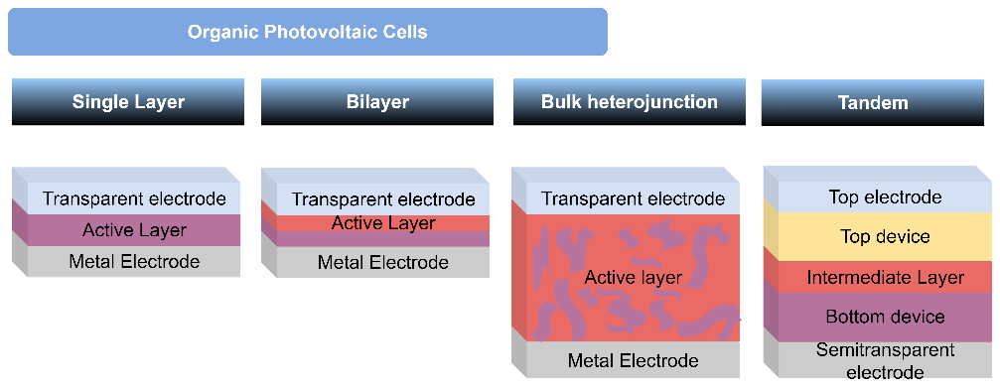 Organic Photovoltaic Cells
Single Layer
Bilayer
Bulk heterojunction
Tandem
Transparent electrode
Active Layer
Metal Electrode
Transparent electrode
Active Layer
Metal Electrode
Transparent electrode
Active layer
Metal Electrode
Top electrode
Top device
Intermediate Layer
Bottom device
Semitransparent
electrode